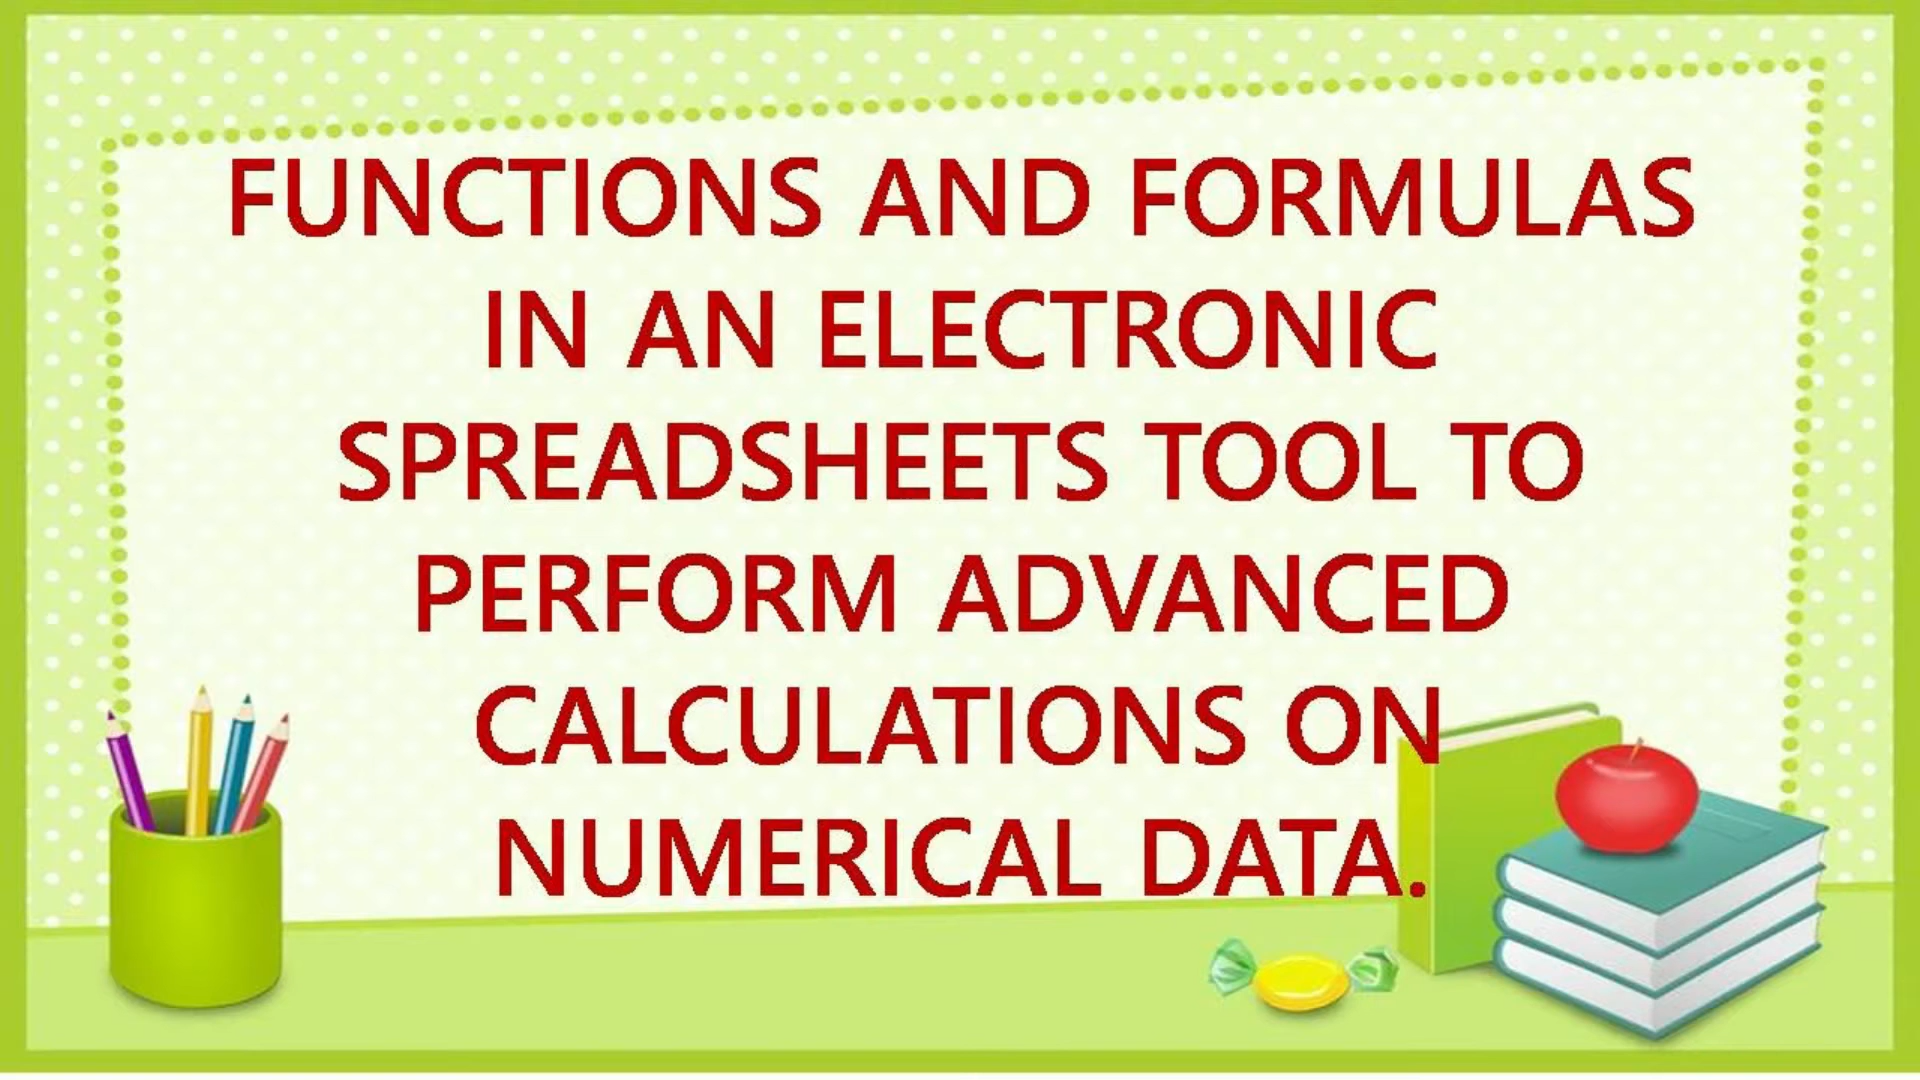 FUNCTIONS AND FORMULAS
IN AN ELECTRONIC
SPREADSHEETS TOOL TO
PERFORM ADVANCED
CALCULATIONS ON
NUMERICAL DATA.